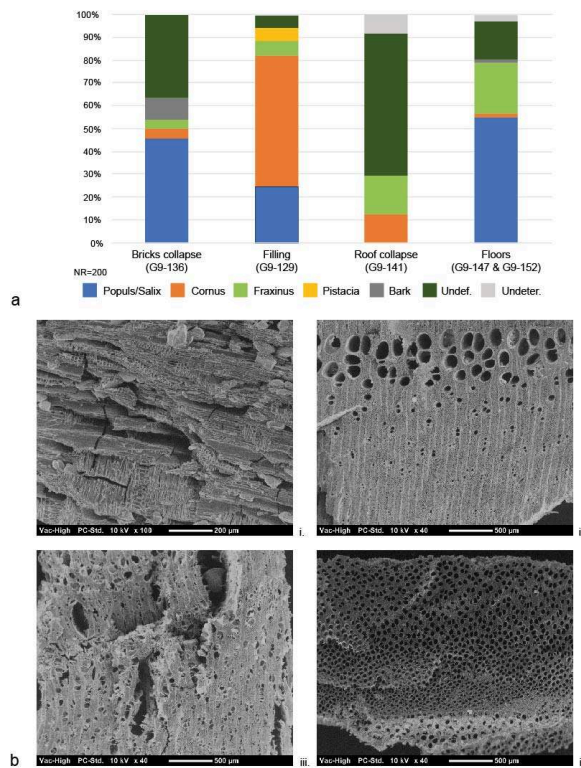 100%
90%
80%
70%
60%
50%
40%
30%
20%
10%
0%
Bricks collapse Filling Roof collapse Floors
(G9-136) (G9-129) (G9-141) (G9-147 & G9-152)
NR=200
Populs/Salix Cornus Fraxinus Pistacia Bark Undef. Undeter.
a
Vac-High PC-Std. 10 kV x 100 200 µm i.
Vac-High PC-Std. 10 kV x 40 500 µm i
Vac-High PC-Std. 10 kV x 40 500 µm iii.
Vac-High PC-Std. 10 kV x 40 500 µm i
b